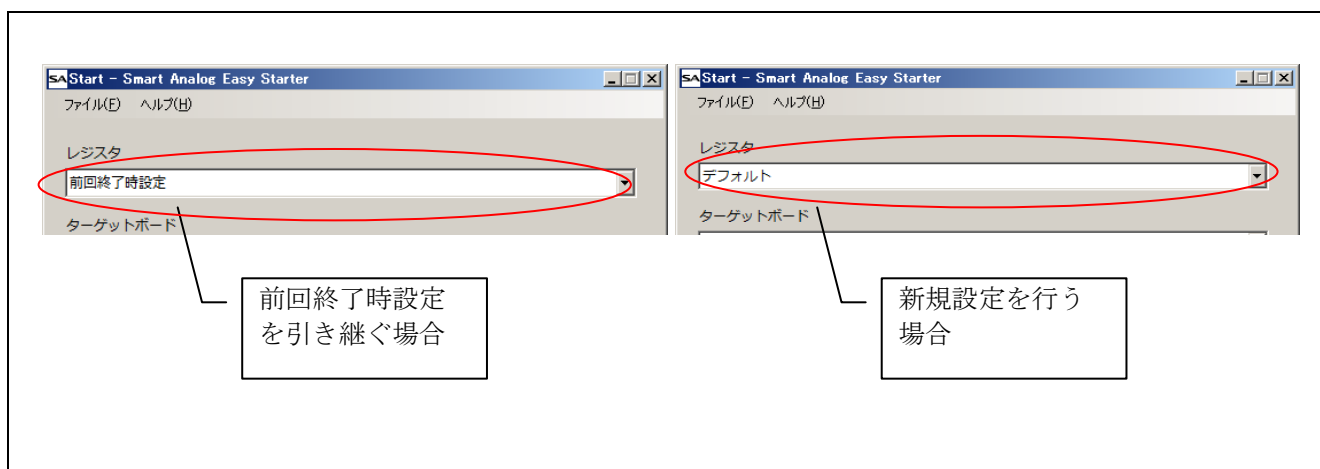 SA Start - Smart Analog Easy Starter
ファイル(F) ヘルプ(H)
レジスタ
前回終了時設定
ターゲットボード
前回終了時設定
を引き継ぐ場合
SA Start - Smart Analog Easy Starter
ファイル(F) ヘルプ(H)
レジスタ
デフォルト
ターゲットボード
新規設定を行う
場合